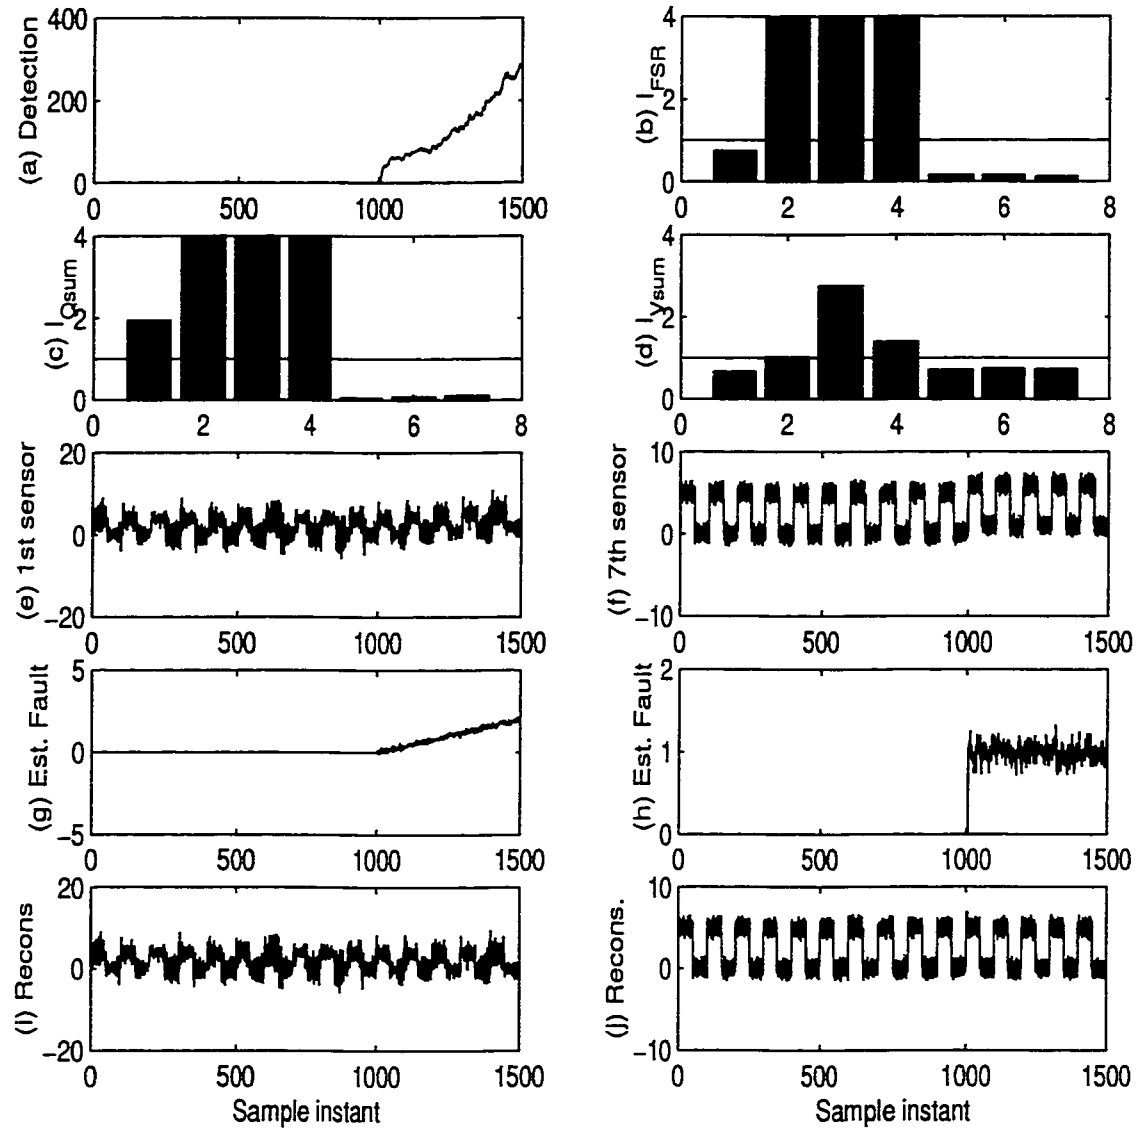 (a) Detection
400
200
0
0 500 1000 1500
(b) I_FSR
4
2
0
0 2 4 6 8
(c) I_Qsum
4
2
0
0 2 4 6 8
(d) I_Vsum
4
2
0
0 2 4 6 8
(e) 1st sensor
20
0
-20
0 500 1000 1500
(f) 7th sensor
10
0
-10
0 500 1000 1500
(g) Est. Fault
5
0
-5
0 500 1000 1500
(h) Est. Fault
2
1
0
0 500 1000 1500
(i) Recons
20
0
-20
0 500 1000 1500
Sample instant
(j) Recons.
10
0
-10
0 500 1000 1500
Sample instant